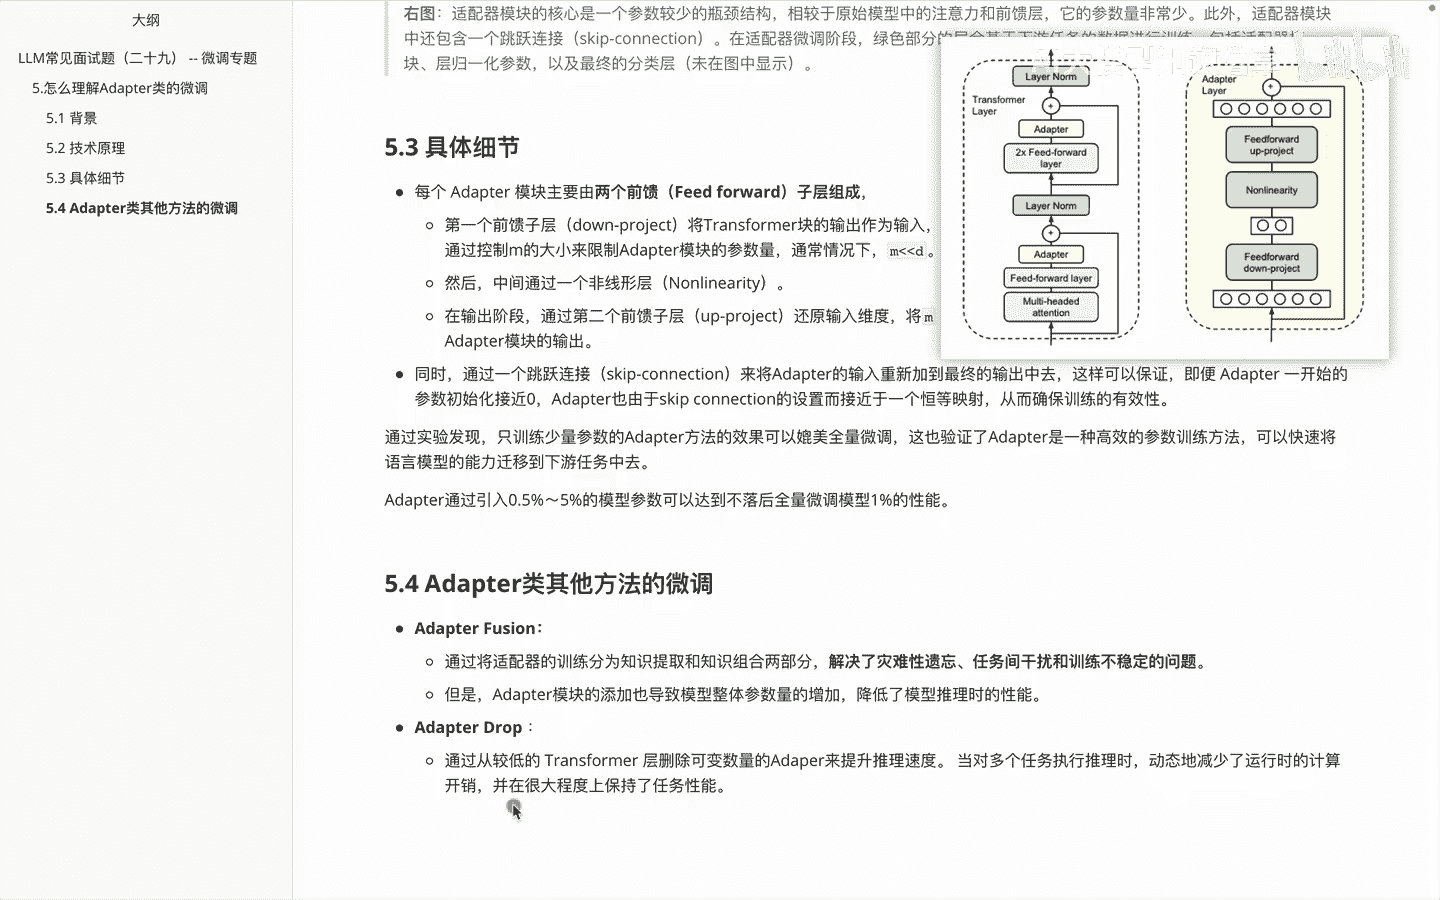 大纲
LLM常见面试题（二十九） -- 微调专题
5.怎么理解Adapter类的微调
5.1 背景
5.2 技术原理
5.3 具体细节
5.4 Adapter类其他方法的微调
右图：适配器模块的核心是一个参数较少的瓶颈结构，相较于原始模型中的注意力和前馈层，它的参数量非常少。此外，适配器模块
中还包含一个跳跃连接（skip-connection）。在适配器微调阶段，绿色部分的层会基于下游任务的数据进行训练，包括适配器模
块、层归一化参数，以及最终的分类层（未在图中显示）。
5.3 具体细节
每个 Adapter 模块主要由两个前馈（Feed forward）子层组成，
第一个前馈子层（down-project）将Transformer块的输出作为输入，
通过控制m的大小来限制Adapter模块的参数量，通常情况下， m<<d 。
然后，中间通过一个非线形层（Nonlinearity）。
在输出阶段，通过第二个前馈子层（up-project）还原输入维度，将 m
Adapter模块的输出。
同时，通过一个跳跃连接（skip-connection）来将Adapter的输入重新加到最终的输出中去，这样可以保证，即便 Adapter 一开始的
参数初始化接近0，Adapter也由于skip connection的设置而接近于一个恒等映射，从而确保训练的有效性。
通过实验发现，只训练少量参数的Adapter方法的效果可以媲美全量微调，这也验证了Adapter是一种高效的参数训练方法，可以快速将
语言模型的能力迁移到下游任务中去。
Adapter通过引入0.5%～5%的模型参数可以达到不落后全量微调模型1%的性能。
5.4 Adapter类其他方法的微调
Adapter Fusion：
通过将适配器的训练分为知识提取和知识组合两部分，解决了灾难性遗忘、任务间干扰和训练不稳定的问题。
但是，Adapter模块的添加也导致模型整体参数量的增加，降低了模型推理时的性能。
Adapter Drop：
通过从较低的 Transformer 层删除可变数量的Adaper来提升推理速度。 当对多个任务执行推理时，动态地减少了运行时的计算
开销，并在很大程度上保持了任务性能。
Layer Norm
Transformer
Layer
+
Adapter
2x Feed-forward
layer
Layer Norm
+
Adapter
Feed-forward layer
Multi-headed
attention
Adapter
Layer
+
Feedforward
up-project
Nonlinearity
Feedforward
down-project